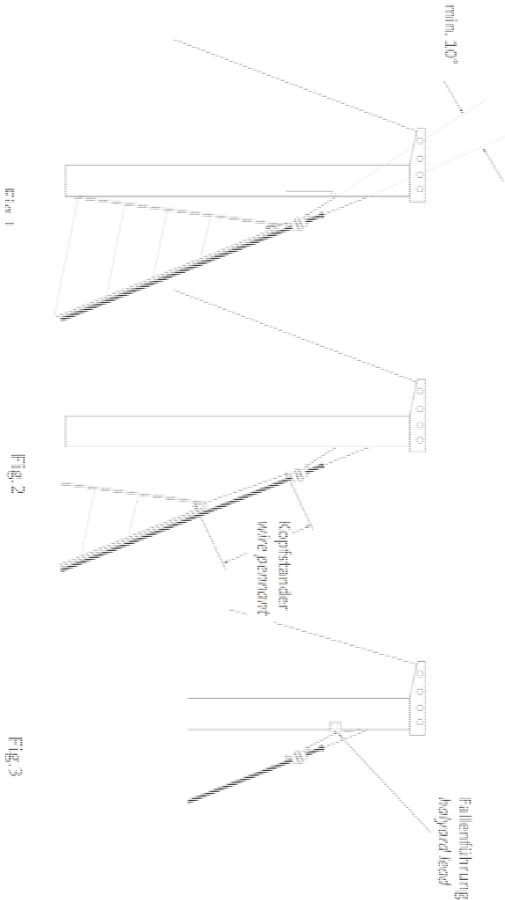 min. 10°
Fig. 1
Fig. 2
Kopfstander
wire pennant
Fig. 3
Fallenführung
halyard lead